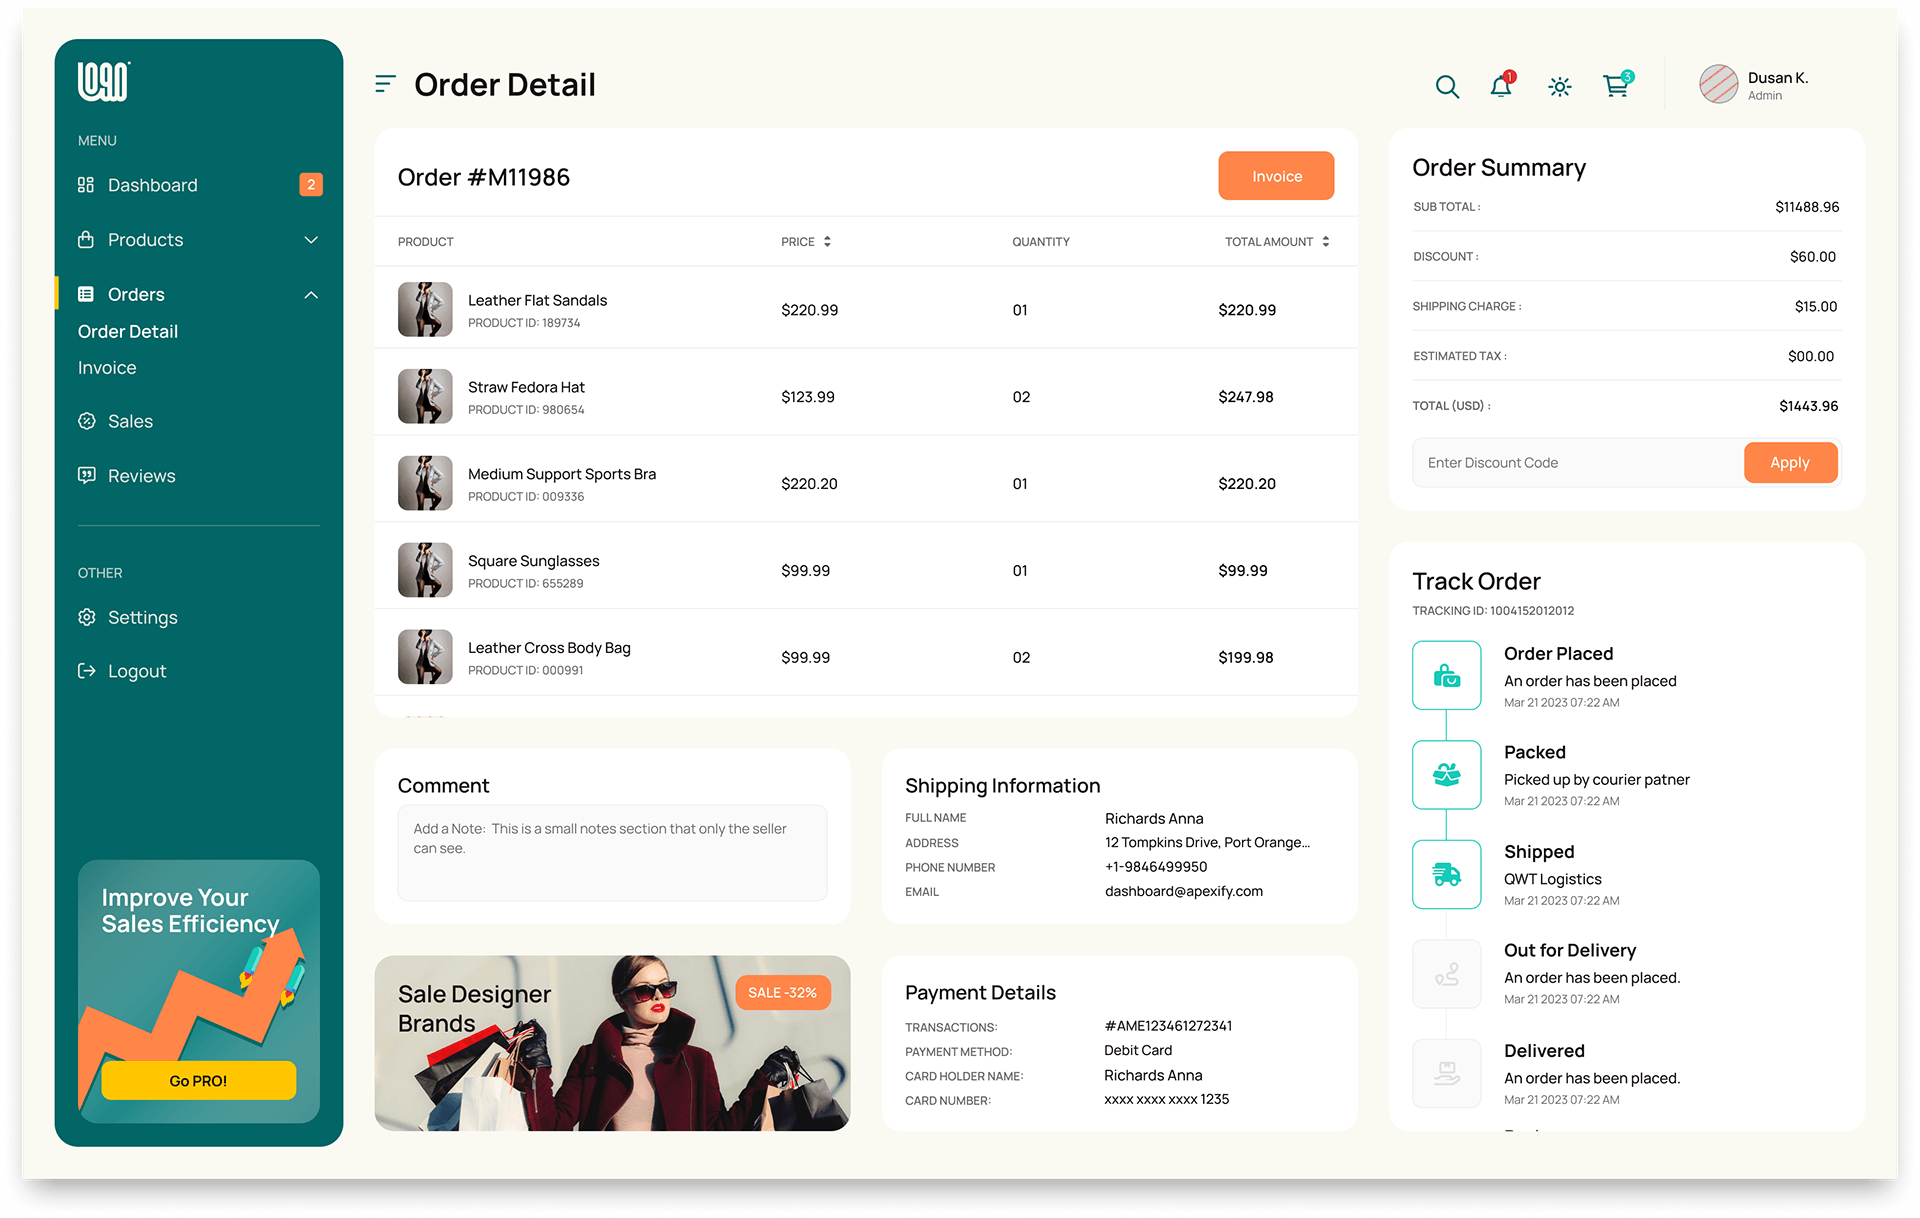 LOGO
Order Detail
1
3
Dusan K.
Admin
MENU
Dashboard 2
Products
Orders
Order Detail
Invoice
Sales
Reviews
OTHER
Settings
Logout
Improve Your
Sales Efficiency
Go PRO!
Order #M11986
Invoice
PRODUCT PRICE QUANTITY TOTAL AMOUNT
Leather Flat Sandals
PRODUCT ID: 189734
$220.99 01 $220.99
Straw Fedora Hat
PRODUCT ID: 980654
$123.99 02 $247.98
Medium Support Sports Bra
PRODUCT ID: 009336
$220.20 01 $220.20
Square Sunglasses
PRODUCT ID: 655289
$99.99 01 $99.99
Leather Cross Body Bag
PRODUCT ID: 000991
$99.99 02 $199.98
Comment
Add a Note: This is a small notes section that only the seller
can see.
Shipping Information
FULL NAME Richards Anna
ADDRESS 12 Tompkins Drive, Port Orange...
PHONE NUMBER +1-9846499950
EMAIL dashboard@apexify.com
Sale Designer
Brands
SALE -32%
Payment Details
TRANSACTIONS: #AME123461272341
PAYMENT METHOD: Debit Card
CARD HOLDER NAME: Richards Anna
CARD NUMBER: xxxx xxxx xxxx 1235
Order Summary
SUB TOTAL : $11488.96
DISCOUNT : $60.00
SHIPPING CHARGE : $15.00
ESTIMATED TAX : $00.00
TOTAL (USD) : $1443.96
Enter Discount Code
Apply
Track Order
TRACKING ID: 1004152012012
Order Placed
An order has been placed
Mar 21 2023 07:22 AM
Packed
Picked up by courier patner
Mar 21 2023 07:22 AM
Shipped
QWT Logistics
Mar 21 2023 07:22 AM
Out for Delivery
An order has been placed.
Mar 21 2023 07:22 AM
Delivered
An order has been placed.
Mar 21 2023 07:22 AM